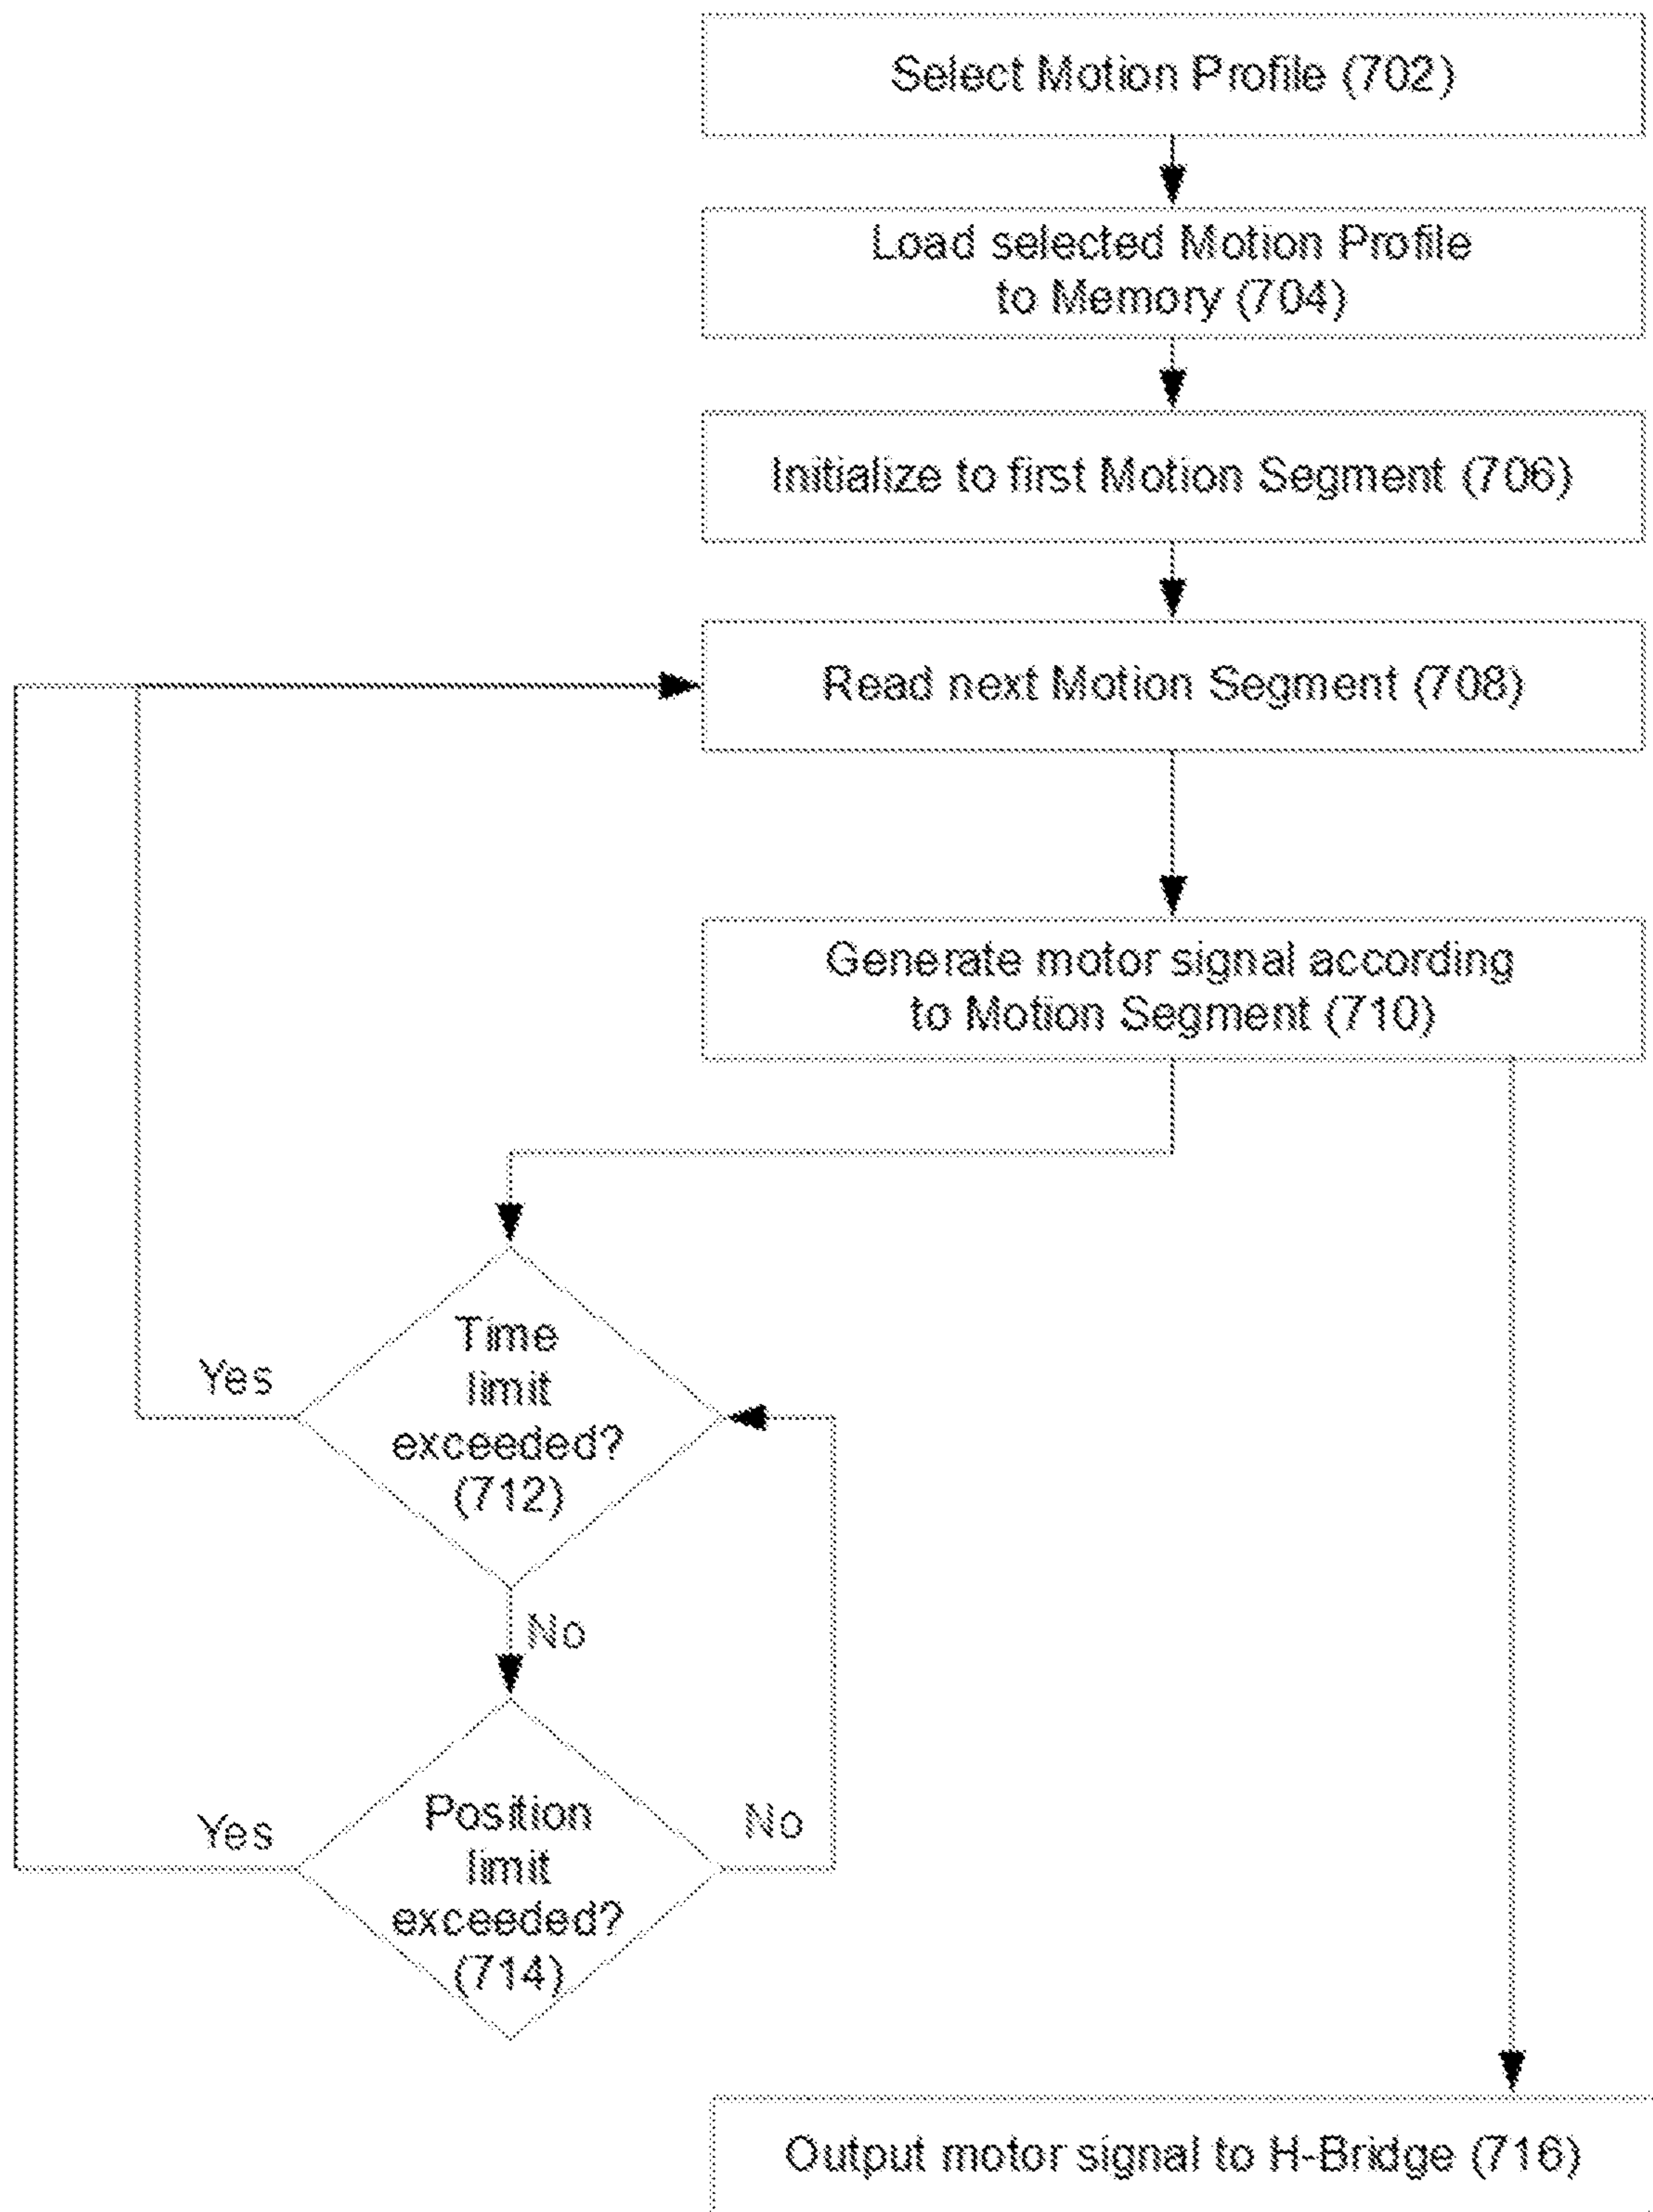 Select Motion Profile (702)
Load selected Motion Profile
to Memory (704)
Initialize to first Motion Segment (706)
Read next Motion Segment (708)
Generate motor signal according
to Motion Segment (710)
Time
limit
exceeded?
(712)
Yes
No
Position
limit
exceeded?
(714)
Yes
No
Output motor signal to H-Bridge (716)